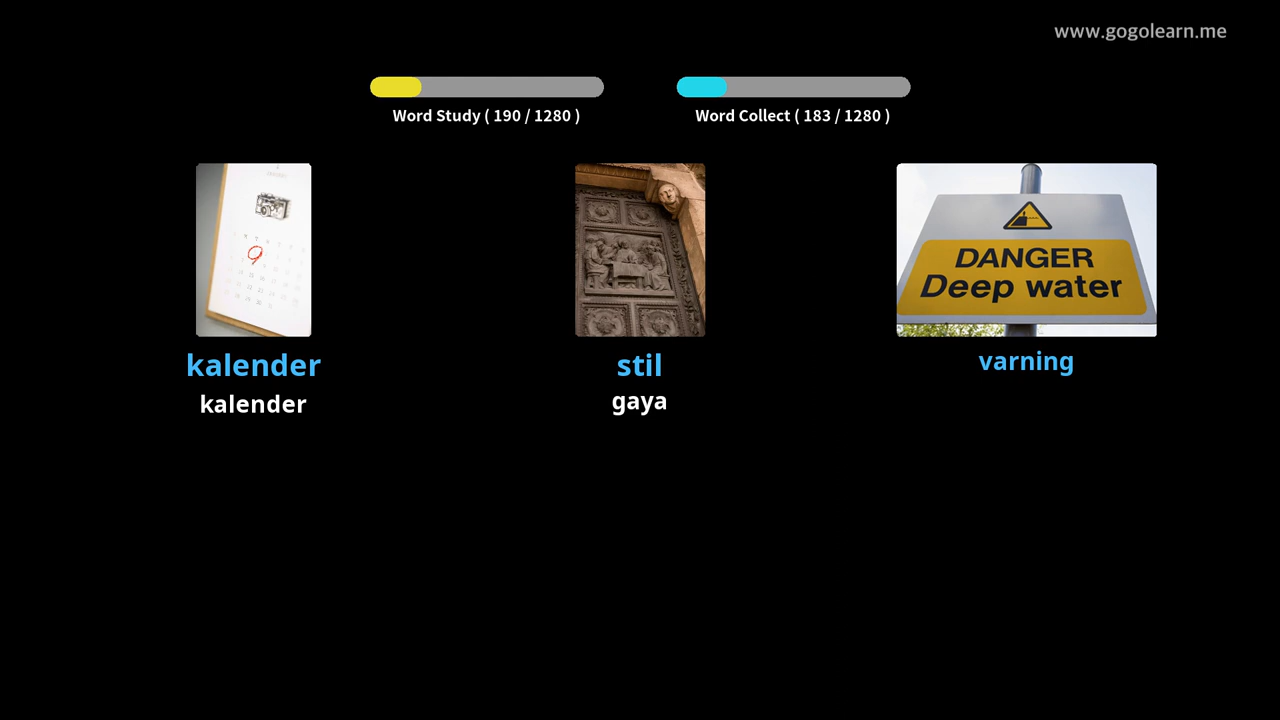 www.gogolearn.me
Word Study ( 190 / 1280 )
Word Collect ( 183 / 1280 )
DANGER
Deep water
kalender
stil
varning
kalender
gaya